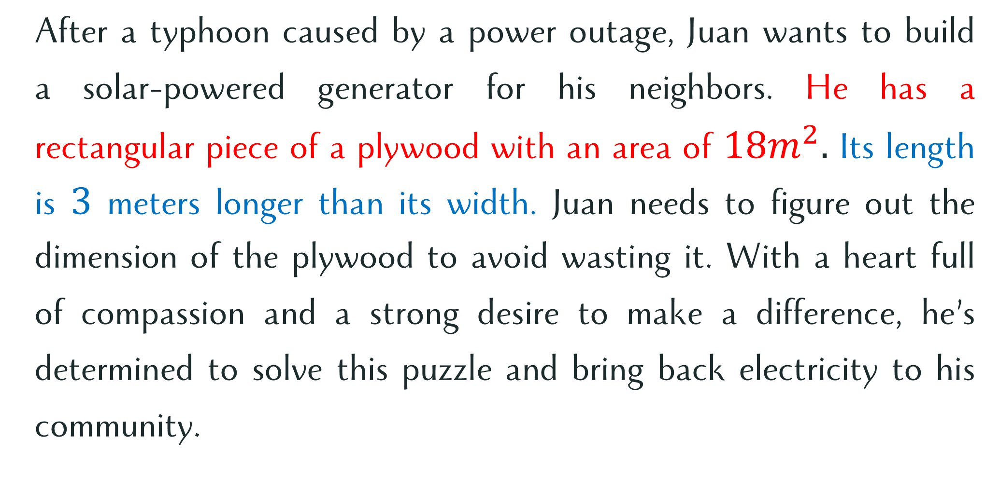 After a typhoon caused by a power outage, Juan wants to build
a solar-powered generator for his neighbors. He has a
rectangular piece of a plywood with an area of 18m². Its length
is 3 meters longer than its width. Juan needs to figure out the
dimension of the plywood to avoid wasting it. With a heart full
of compassion and a strong desire to make a difference, he's
determined to solve this puzzle and bring back electricity to his
community.